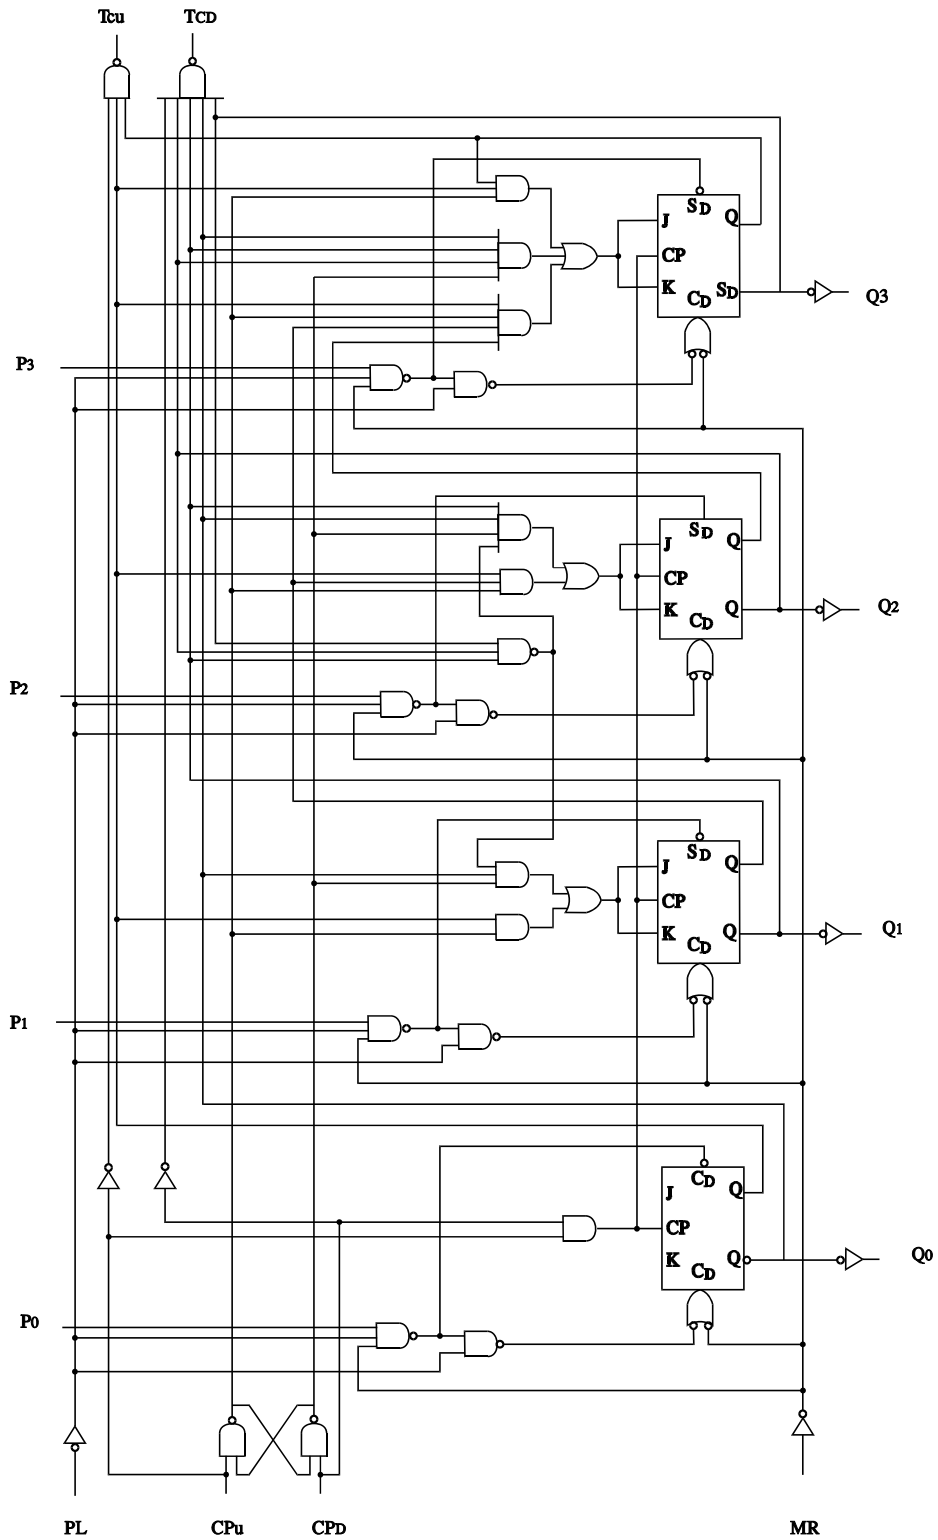 Tcu TCD
SD
J Q
CP
K SD
CD
Q3
P3
SD
J Q
CP
K Q
CD
Q2
P2
SD
J Q
CP
K Q
CD
Q1
P1
CD
J Q
CP
K Q
CD
Q0
P0
PL CPu CPD MR